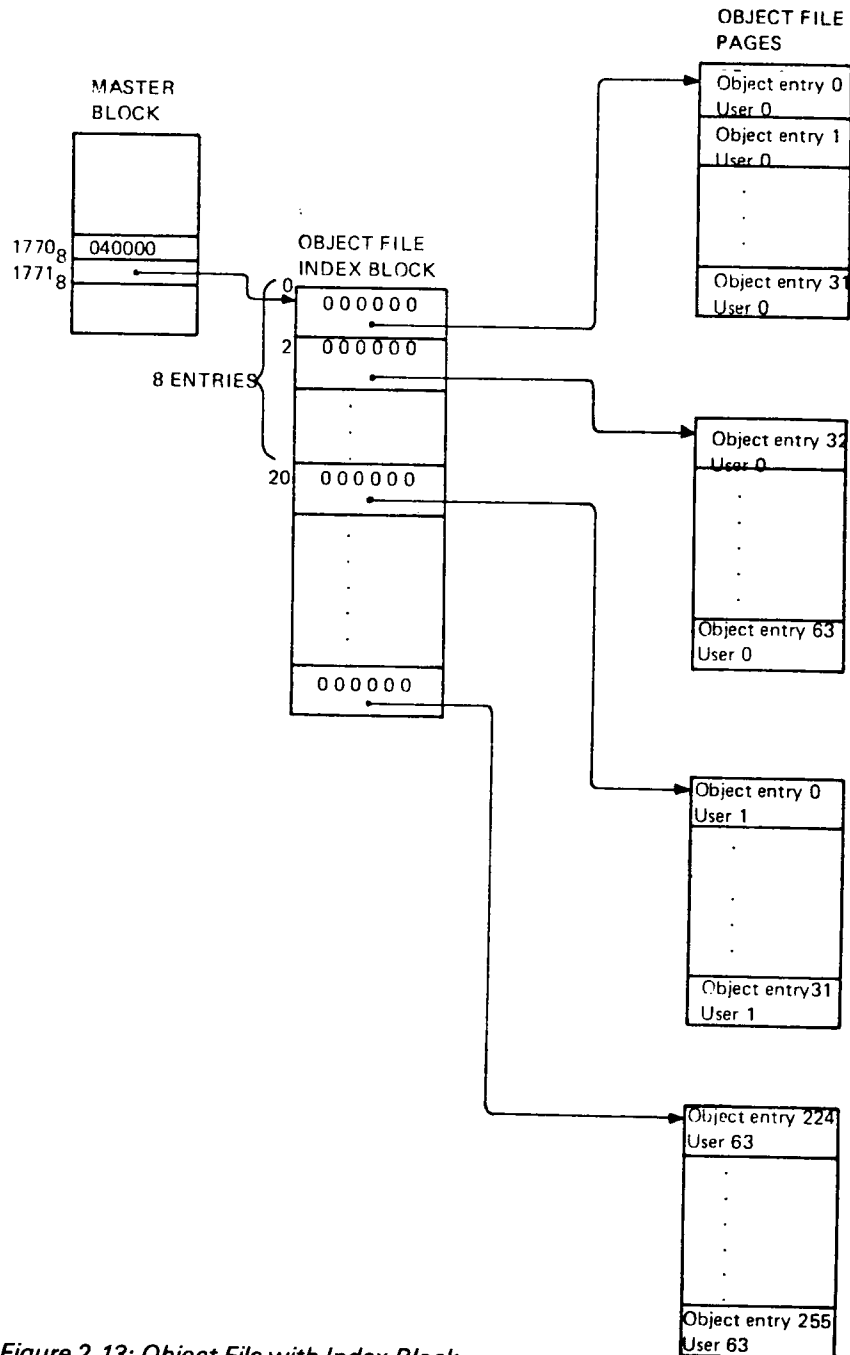 OBJECT FILE
PAGES
Object entry 0
User 0
Object entry 1
User 0
Object entry 31
User 0
MASTER
BLOCK
1770₈ 040000
1771₈
OBJECT FILE
INDEX BLOCK
0
000000
2
000000
8 ENTRIES
20
000000
000000
Object entry 32
User 0
Object entry 63
User 0
Object entry 0
User 1
Object entry31
User 1
Object entry 224
User 63
Object entry 255
User 63
Figure 2.13: Object File with Index Block